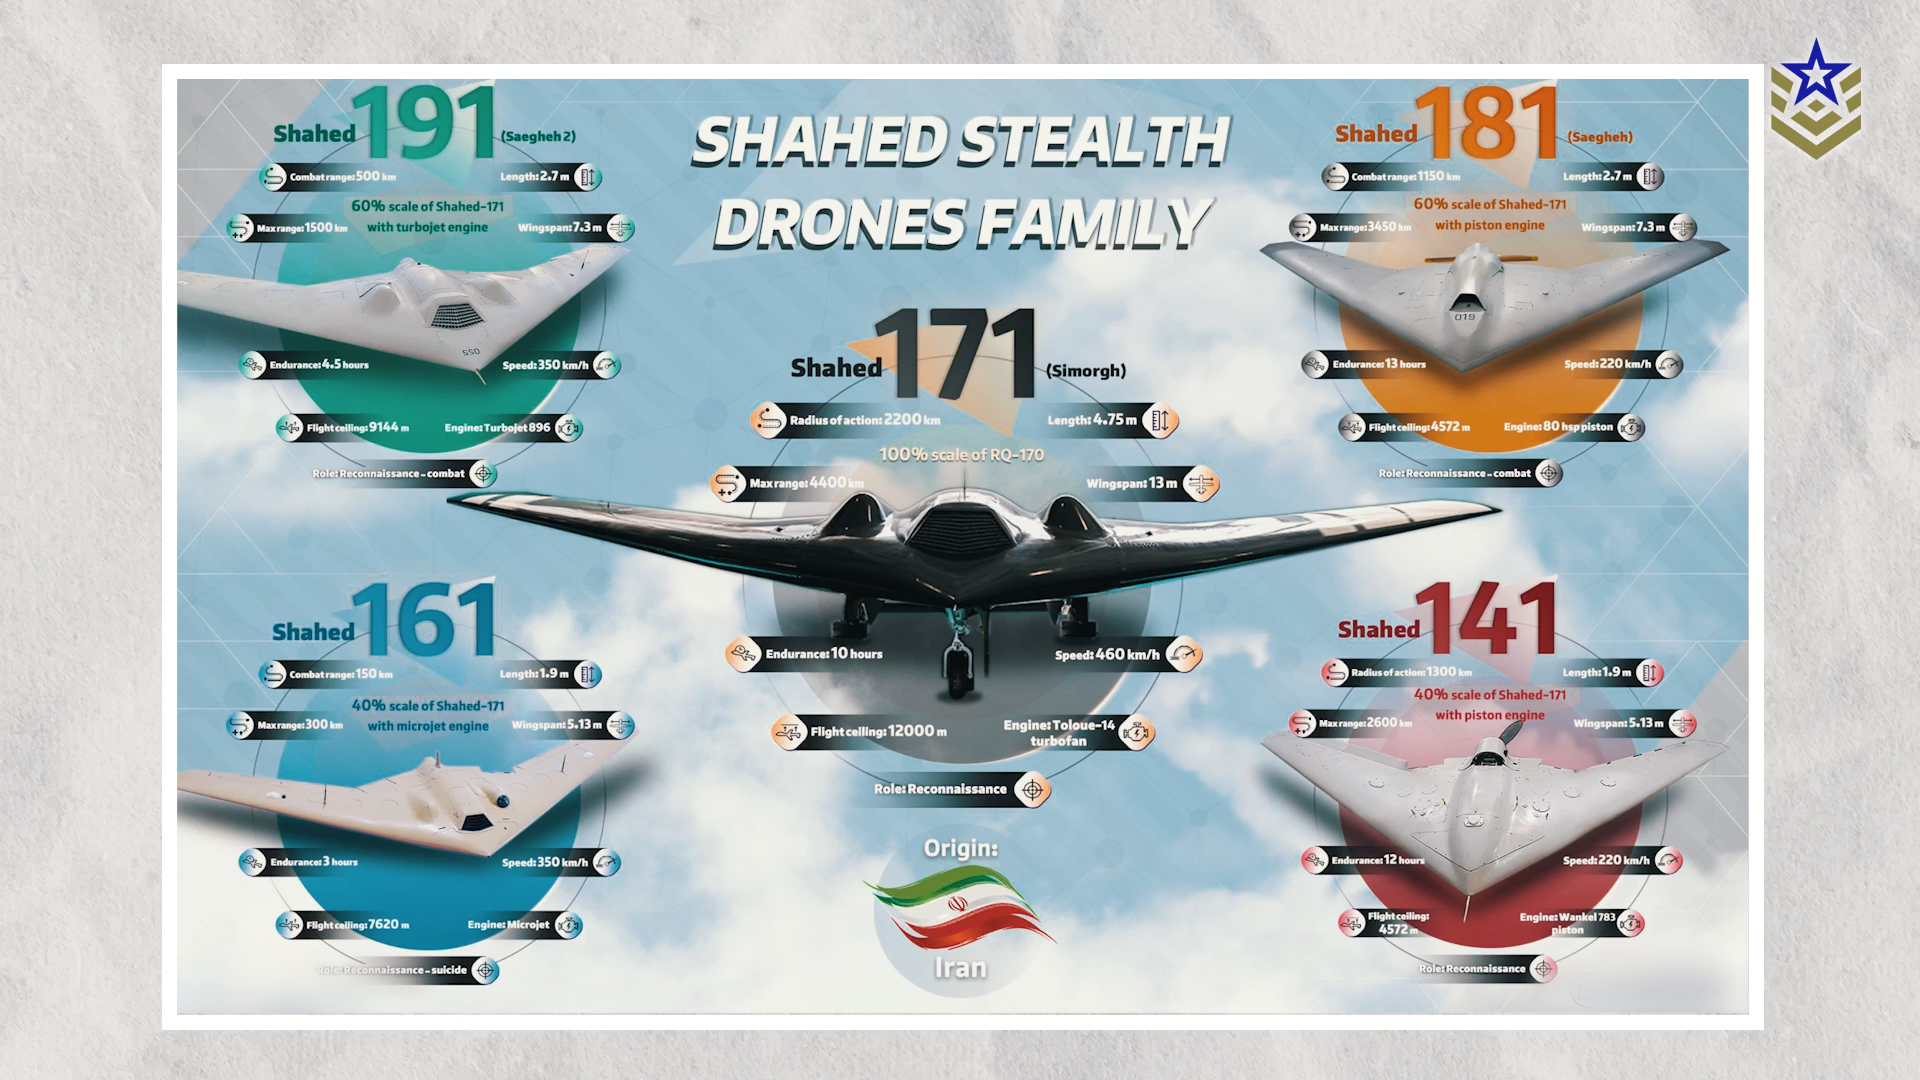 SHAHED STEALTH
DRONES FAMILY
Shahed 191 (Saegheh 2)
Combat range: 500 km
Length: 2.7 m
60% scale of Shahed-171
with turbojet engine
Max range: 1500 km
Wingspan: 7.3 m
550
Endurance: 4.5 hours
Speed: 350 km/h
Flight ceiling: 9144 m
Engine: Turbojet 896
Role: Reconnaissance - combat
Shahed 181 (Saegheh)
Combat range: 1150 km
Length: 2.7 m
60% scale of Shahed-171
with piston engine
Max range: 3450 km
Wingspan: 7.3 m
019
Endurance: 13 hours
Speed: 220 km/h
Flight ceiling: 4572 m
Engine: 80 hsp piston
Role: Reconnaissance - combat
Shahed 171 (Simorgh)
Radius of action: 2200 km
Length: 4.75 m
100% scale of RQ-170
Max range: 4400 km
Wingspan: 13 m
Endurance: 10 hours
Speed: 460 km/h
Flight ceiling: 12000 m
Engine: Toloue-14
turbofan
Role: Reconnaissance
Shahed 161
Combat range: 150 km
Length: 1.9 m
40% scale of Shahed-171
with microjet engine
Max range: 300 km
Wingspan: 5.13 m
Endurance: 3 hours
Speed: 350 km/h
Flight ceiling: 7620 m
Engine: Microjet
Role: Reconnaissance - suicide
Shahed 141
Radius of action: 1300 km
Length: 1.9 m
40% scale of Shahed-171
with piston engine
Max range: 2600 km
Wingspan: 5.13 m
Endurance: 12 hours
Speed: 220 km/h
Flight ceiling:
4572 m
Engine: Wankel 783
piston
Role: Reconnaissance
Origin:
Iran